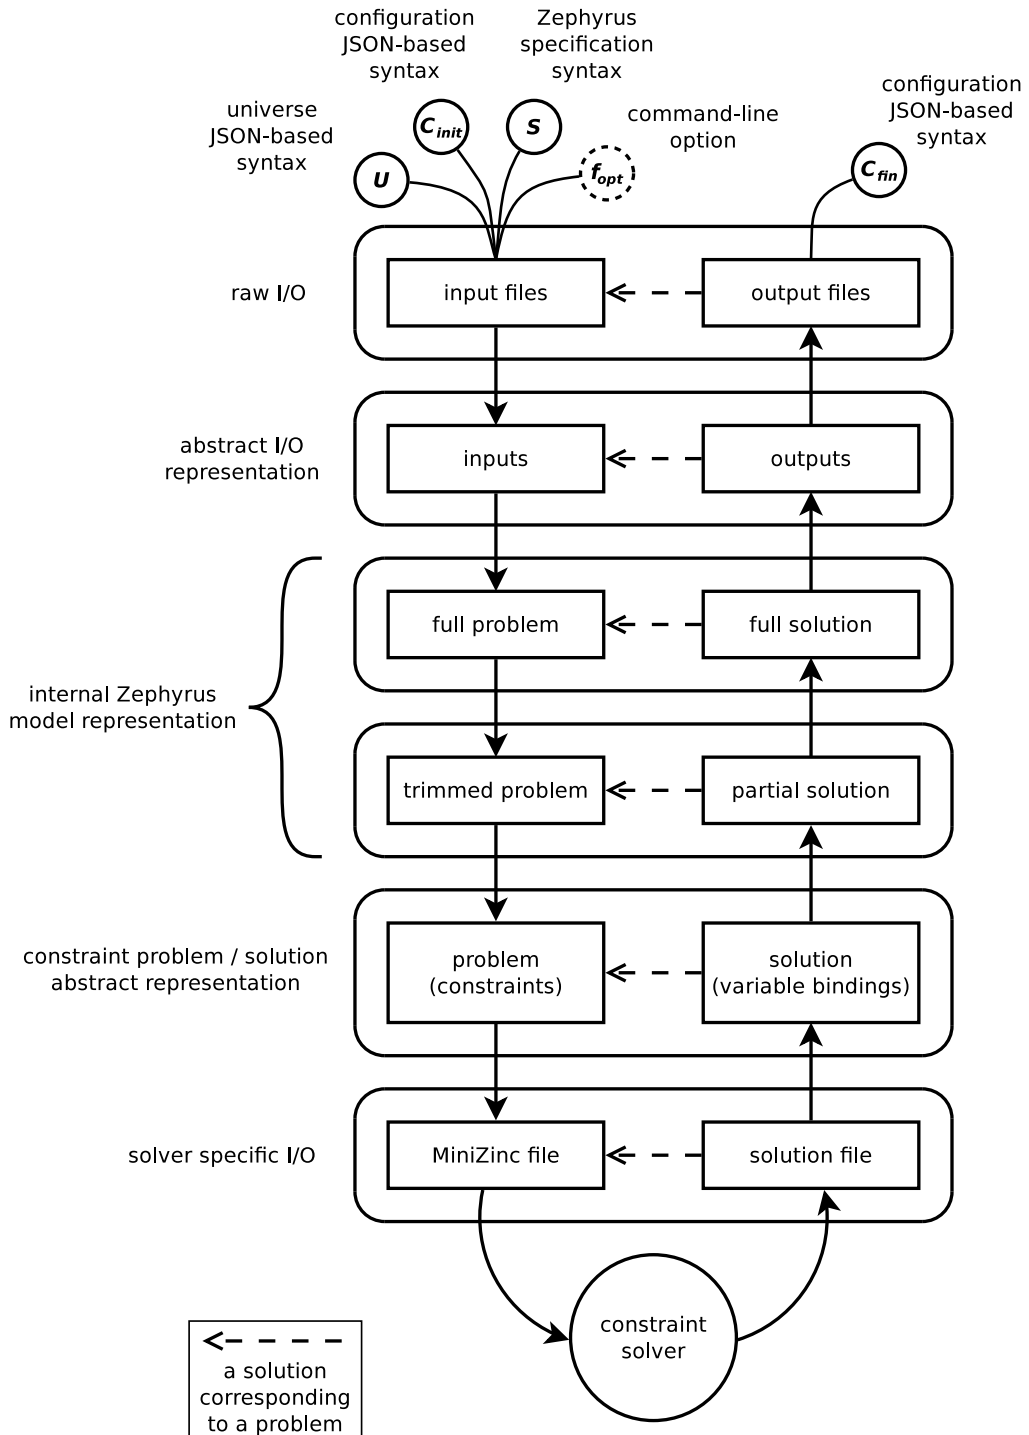 configuration
JSON-based
syntax
Zephyrus
specification
syntax
universe
JSON-based
syntax
command-line
option
configuration
JSON-based
syntax
U
C init
S
f opt
C fin
raw I/O
input files
output files
abstract I/O
representation
inputs
outputs
internal Zephyrus
model representation
full problem
full solution
trimmed problem
partial solution
constraint problem / solution
abstract representation
problem
(constraints)
solution
(variable bindings)
solver specific I/O
MiniZinc file
solution file
constraint
solver
a solution
corresponding
to a problem